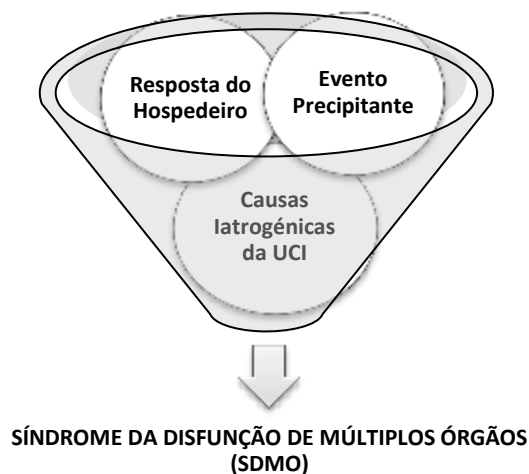 Resposta do
Hospedeiro
Evento
Precipitante
Causas
Iatrogénicas
da UCI
SÍNDROME DA DISFUNÇÃO DE MÚLTIPLOS ÓRGÃOS
(SDMO)